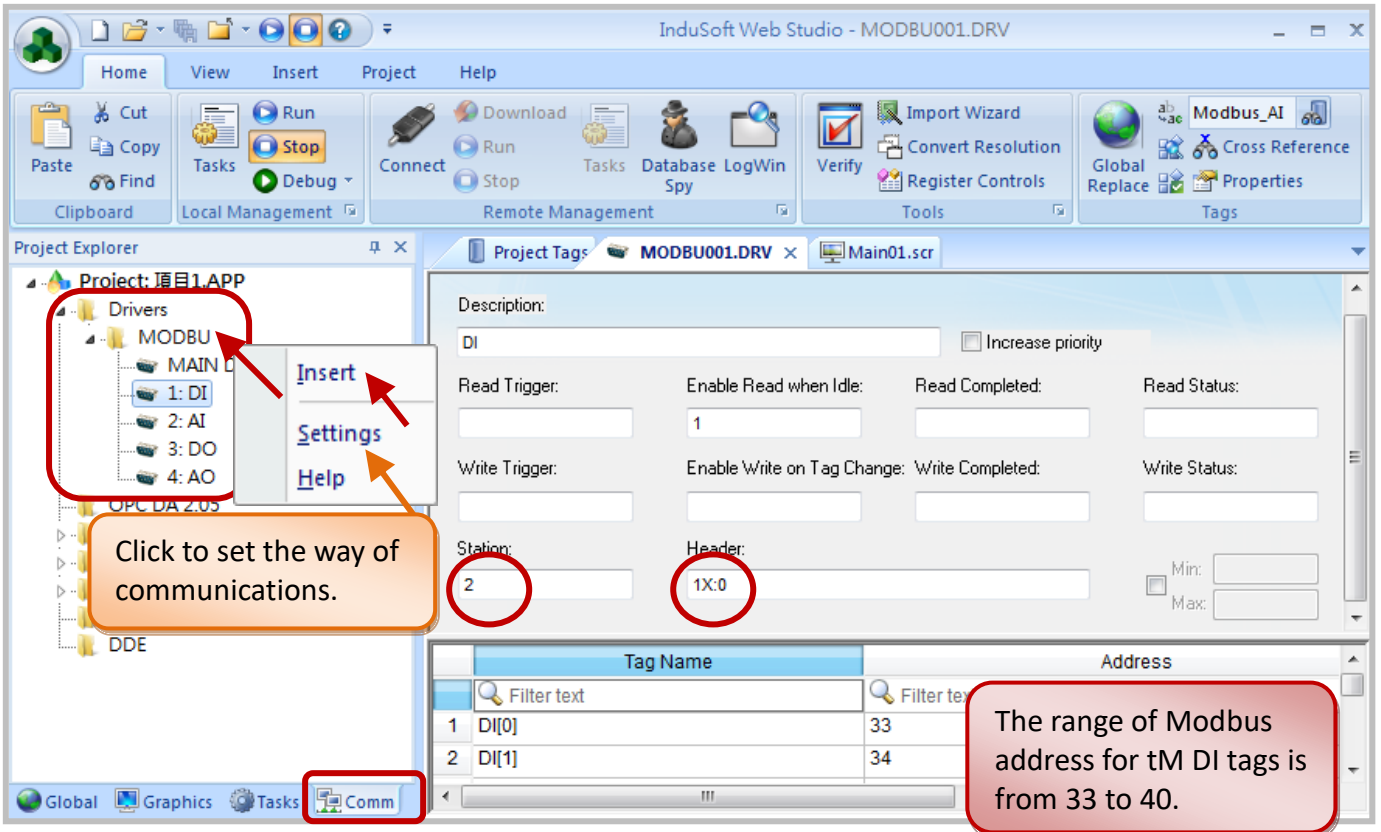 InduSoft Web Studio - MODBU001.DRV
Home View Insert Project Help
Paste Cut Copy Find
Clipboard
Tasks Run Stop Debug
Local Management
Connect Download Run Stop Tasks Database Spy LogWin
Remote Management
Verify Import Wizard Convert Resolution Register Controls
Tools
Global Replace Modbus_AI Cross Reference Properties
Tags
Project Explorer
Project Tags MODBU001.DRV Main01.scr
Project: 項目1.APP
Drivers
MODBU
MAIN D
1: DI
2: AI
3: DO
4: AO
OPC DA 2.05
DDE
Insert
Settings
Help
Click to set the way of
communications.
Global Graphics Tasks Comm
Description:
DI
Increase priority
Read Trigger: Enable Read when Idle: Read Completed: Read Status:
1
Write Trigger: Enable Write on Tag Change: Write Completed: Write Status:
Station: Header:
2 1X:0
Min:
Max:
Tag Name Address
Filter text Filter tex
1 DI[0] 33
2 DI[1] 34
The range of Modbus
address for tM DI tags is
from 33 to 40.